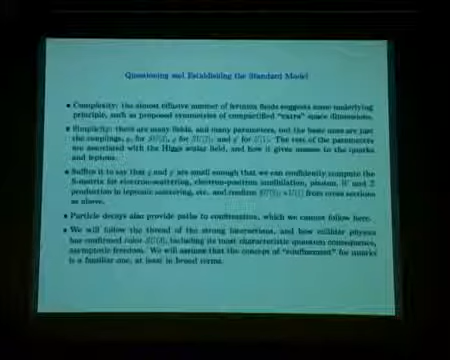 Questioning and Establishing the Standard Model
• Complexity: the almost effusive number of fermion fields suggests some underlying
principle, such as proposed symmetries of compactified "extra" space dimensions.
• Simplicity: there are many fields, and many parameters, but the basic ones are just
the couplings, for SU(3), g for SU(2), and g' for U(1). The rest of the parameters
are associated with the Higgs scalar field, and how it gives masses to the quarks
and leptons.
• Suffice it to say that g and g' are small enough that we can confidently compute the
S-matrix for electron-scattering, electron-positron annihilation, photon, W and Z
production in leptonic scattering, etc. and confirm SU(2) × U(1) from cross sections
as above.
• Particle decays also provide paths to confirmation, which we cannot follow here.
• We will follow the thread of the strong interactions, and how collider physics
has confirmed color SU(3), including its most characteristic quantum consequence,
asymptotic freedom. We will assume that the concept of "confinement" for quarks
is a familiar one, at least in broad terms.